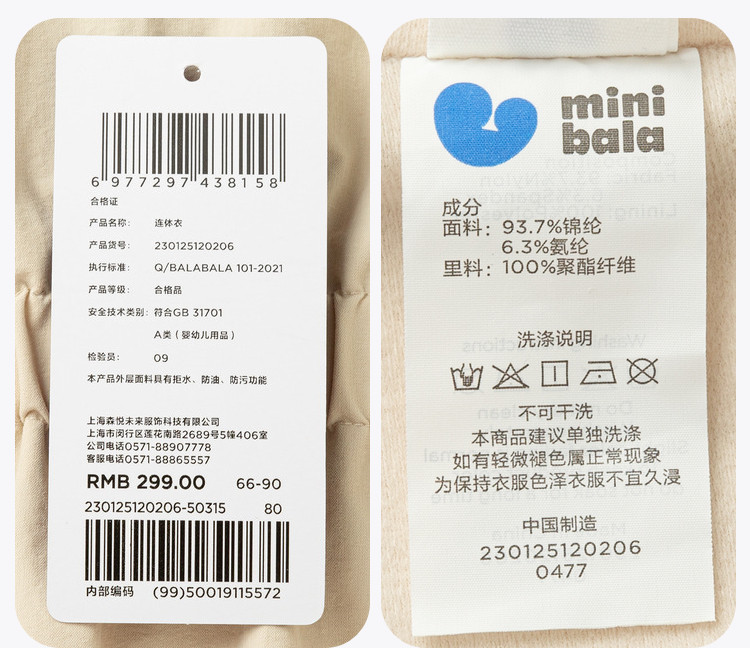 6 977297 438158
合格证
产品名称: 连体衣
产品货号: 230125120206
执行标准: Q/BALABALA 101-2021
产品等级: 合格品
安全技术类别: 符合GB 31701
A类（婴幼儿用品）
检验员: 09
本产品外层面料具有拒水、防油、防污功能
上海森悦未来服饰科技有限公司
上海市闵行区莲花南路2689号5幢406室
公司电话0571-88907778
客服电话0571-88865557
RMB 299.00 66-90
230125120206-50315 80
内部编码 (99)50019115572
mini
bala
成分
面料: 93.7%锦纶
6.3%氨纶
里料: 100%聚酯纤维
洗涤说明
不可干洗
本商品建议单独洗涤
如有轻微褪色属正常现象
为保持衣服色泽衣服不宜久浸
中国制造
230125120206
0477